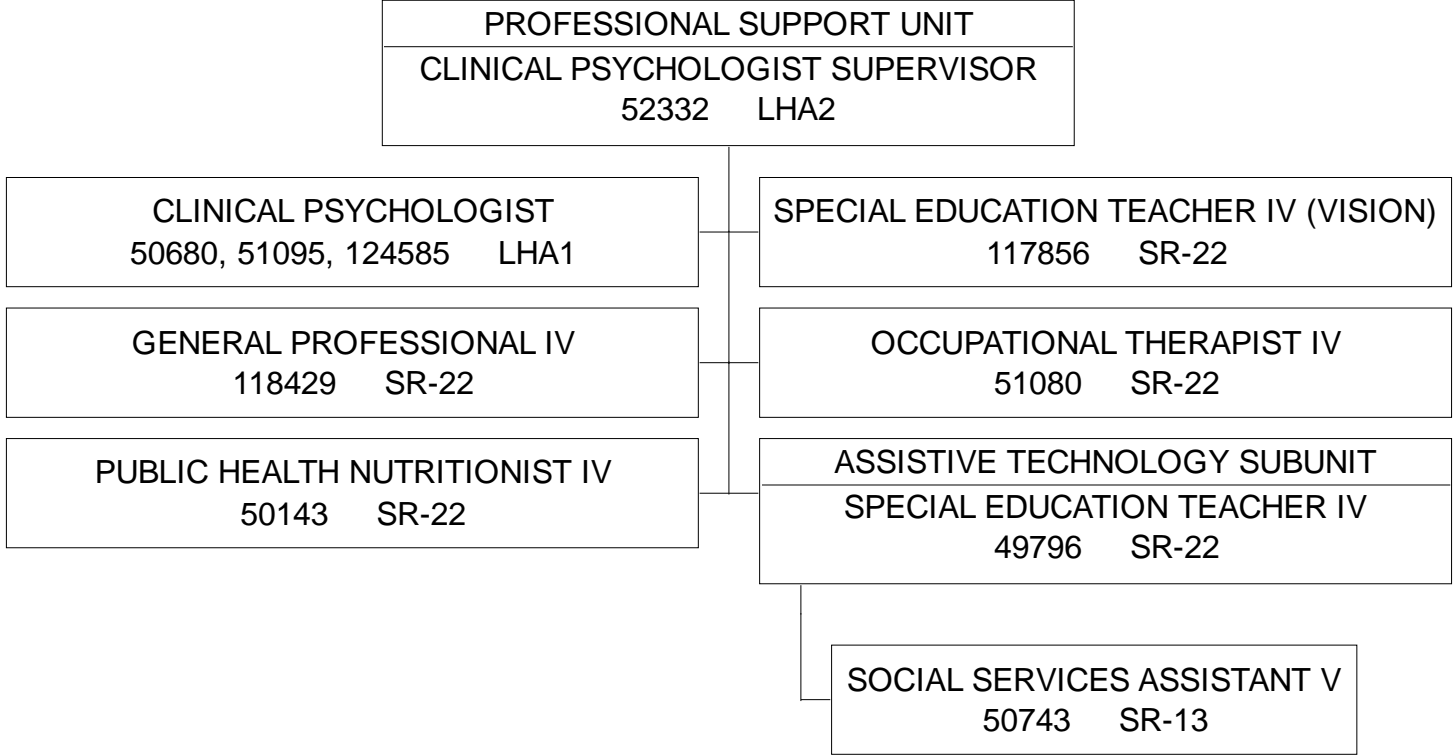 PROFESSIONAL SUPPORT UNIT
CLINICAL PSYCHOLOGIST SUPERVISOR
52332 LHA2
CLINICAL PSYCHOLOGIST
50680, 51095, 124585 LHA1
SPECIAL EDUCATION TEACHER IV (VISION)
117856 SR-22
GENERAL PROFESSIONAL IV
118429 SR-22
OCCUPATIONAL THERAPIST IV
51080 SR-22
PUBLIC HEALTH NUTRITIONIST IV
50143 SR-22
ASSISTIVE TECHNOLOGY SUBUNIT
SPECIAL EDUCATION TEACHER IV
49796 SR-22
SOCIAL SERVICES ASSISTANT V
50743 SR-13